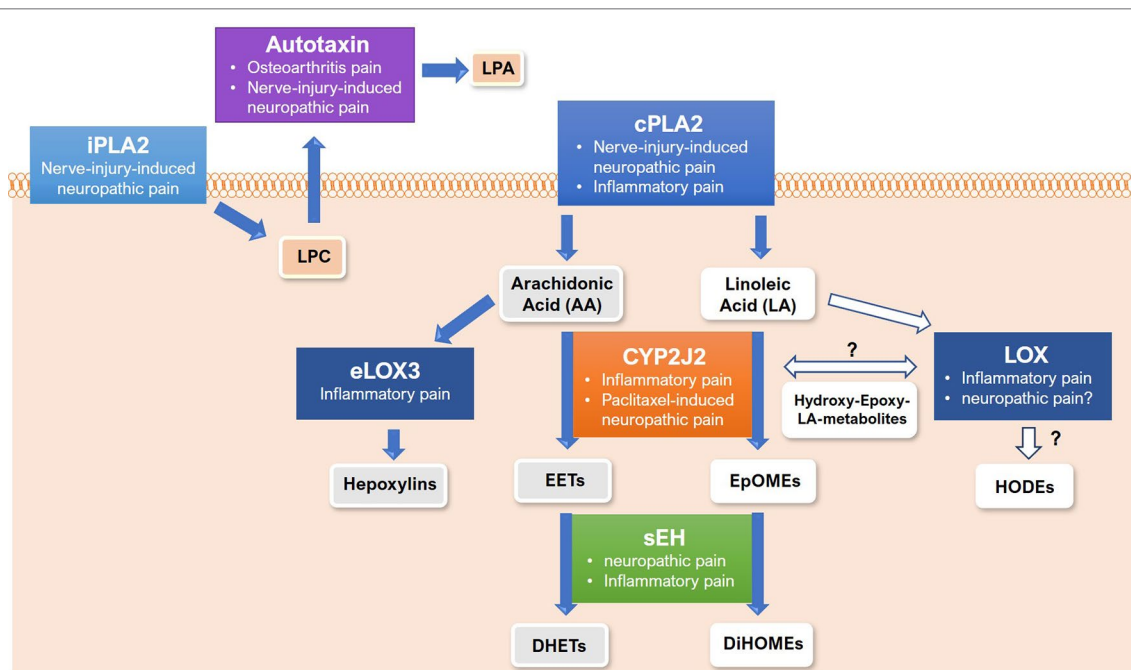 Autotaxin
• Osteoarthritis pain
• Nerve-injury-induced
neuropathic pain
LPA
iPLA2
Nerve-injury-induced
neuropathic pain
cPLA2
• Nerve-injury-induced
neuropathic pain
• Inflammatory pain
LPC
Arachidonic
Acid (AA)
Linoleic
Acid (LA)
eLOX3
Inflammatory pain
CYP2J2
• Inflammatory pain
• Paclitaxel-induced
neuropathic pain
?
Hydroxy-Epoxy-
LA-metabolites
LOX
• Inflammatory pain
• neuropathic pain?
?
Hepoxylins
EETs
EpOMEs
HODEs
sEH
• neuropathic pain
• Inflammatory pain
DHETs
DiHOMEs